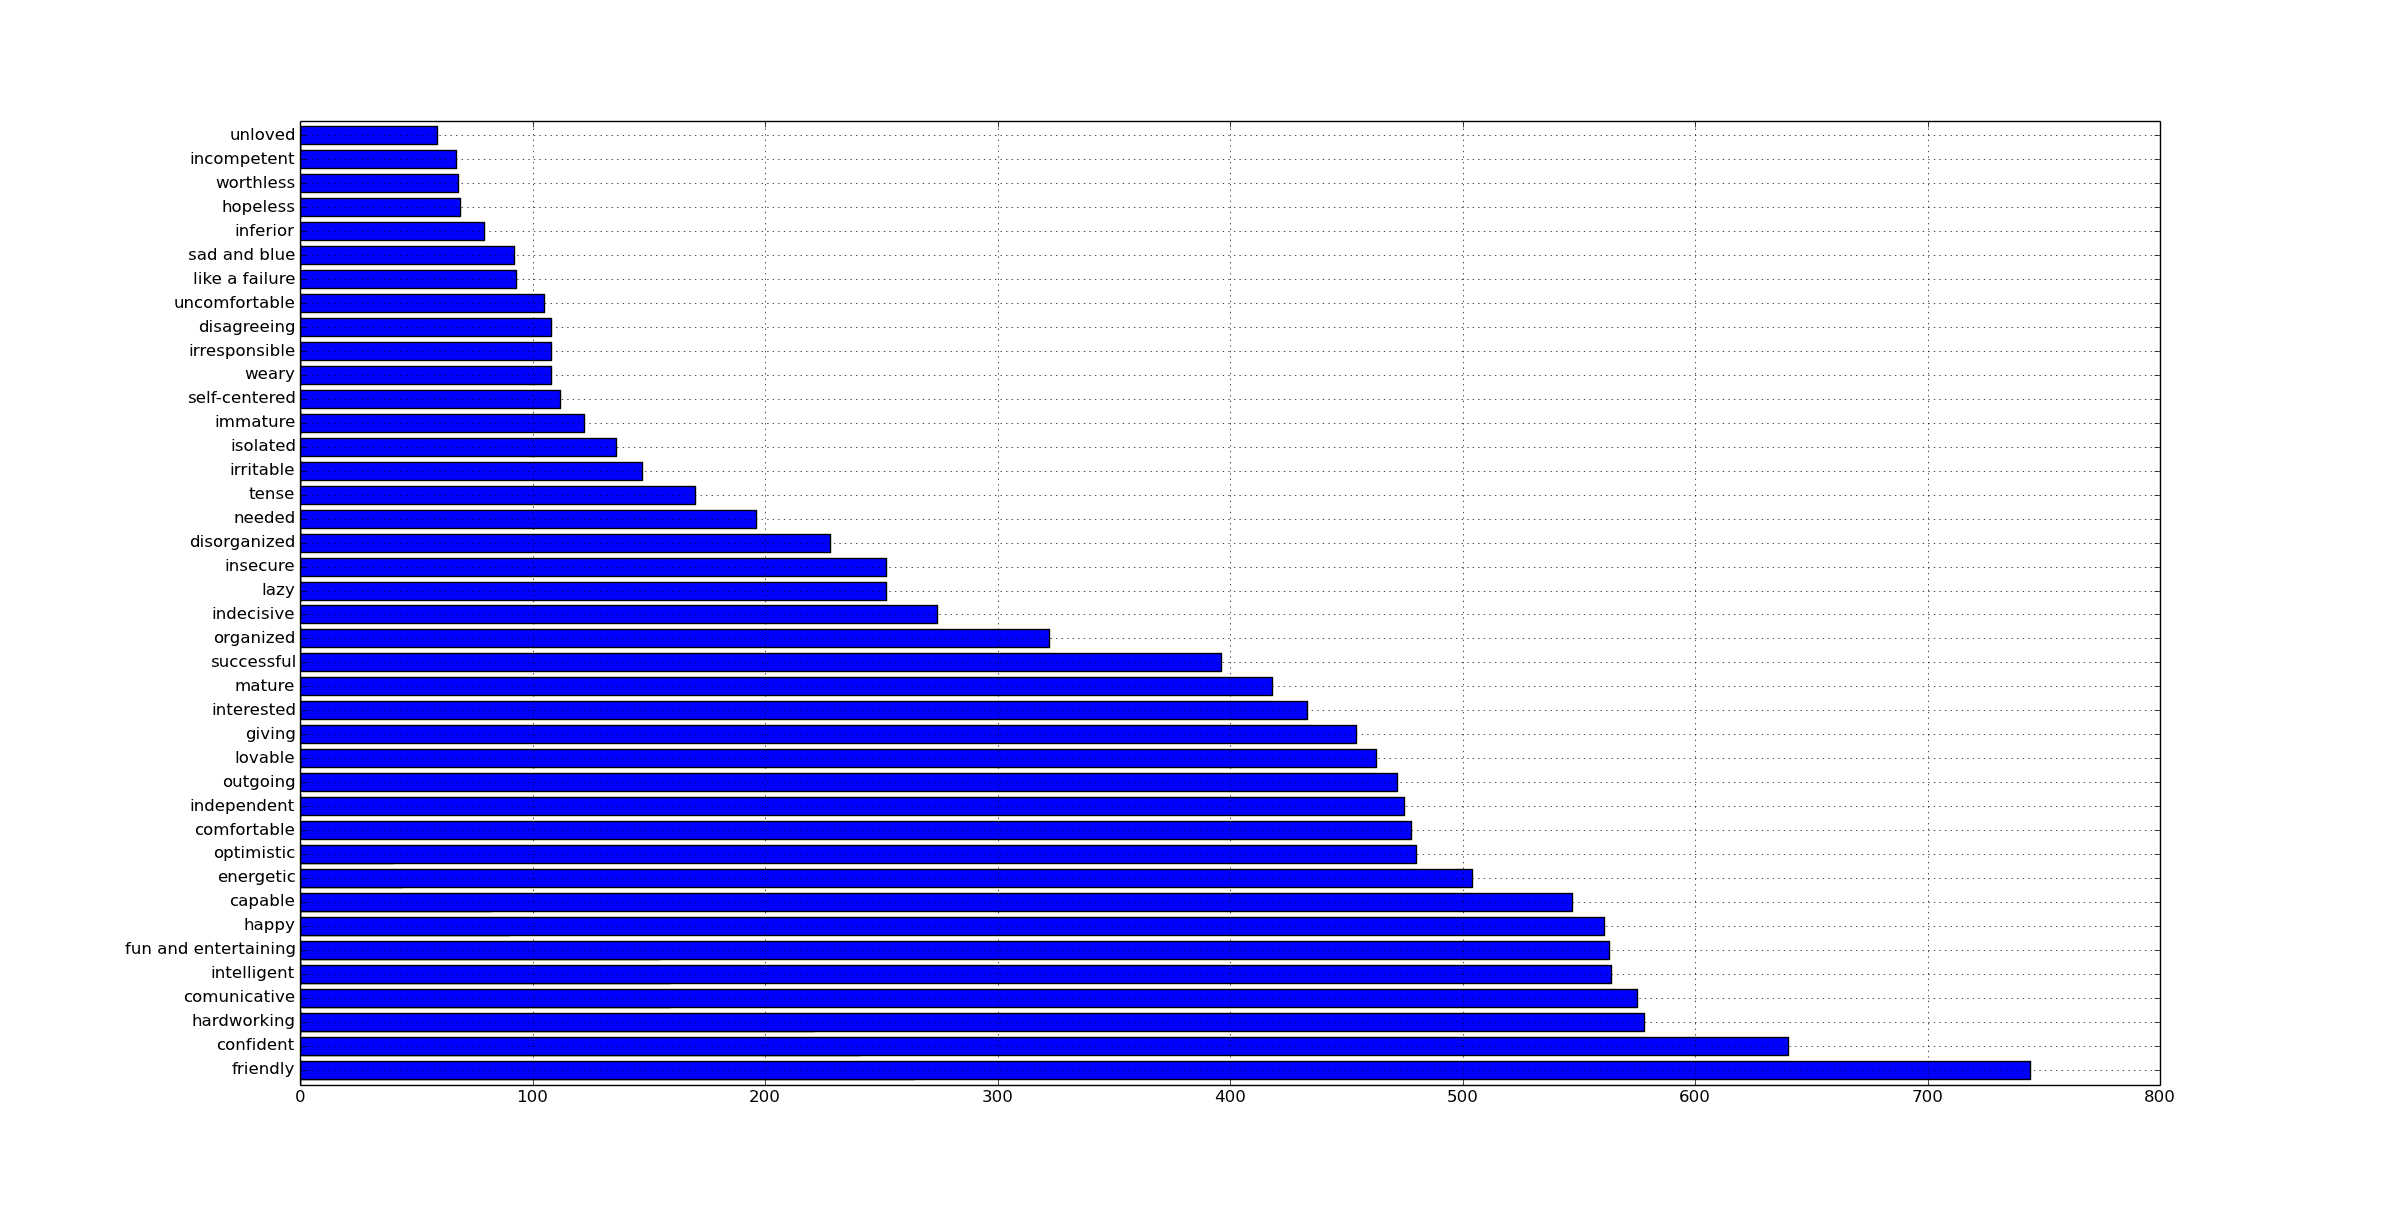 unloved
incompetent
worthless
hopeless
inferior
sad and blue
like a failure
uncomfortable
disagreeing
irresponsible
weary
self-centered
immature
isolated
irritable
tense
needed
disorganized
insecure
lazy
indecisive
organized
successful
mature
interested
giving
lovable
outgoing
independent
comfortable
optimistic
energetic
capable
happy
fun and entertaining
intelligent
comunicative
hardworking
confident
friendly
0 100 200 300 400 500 600 700 800